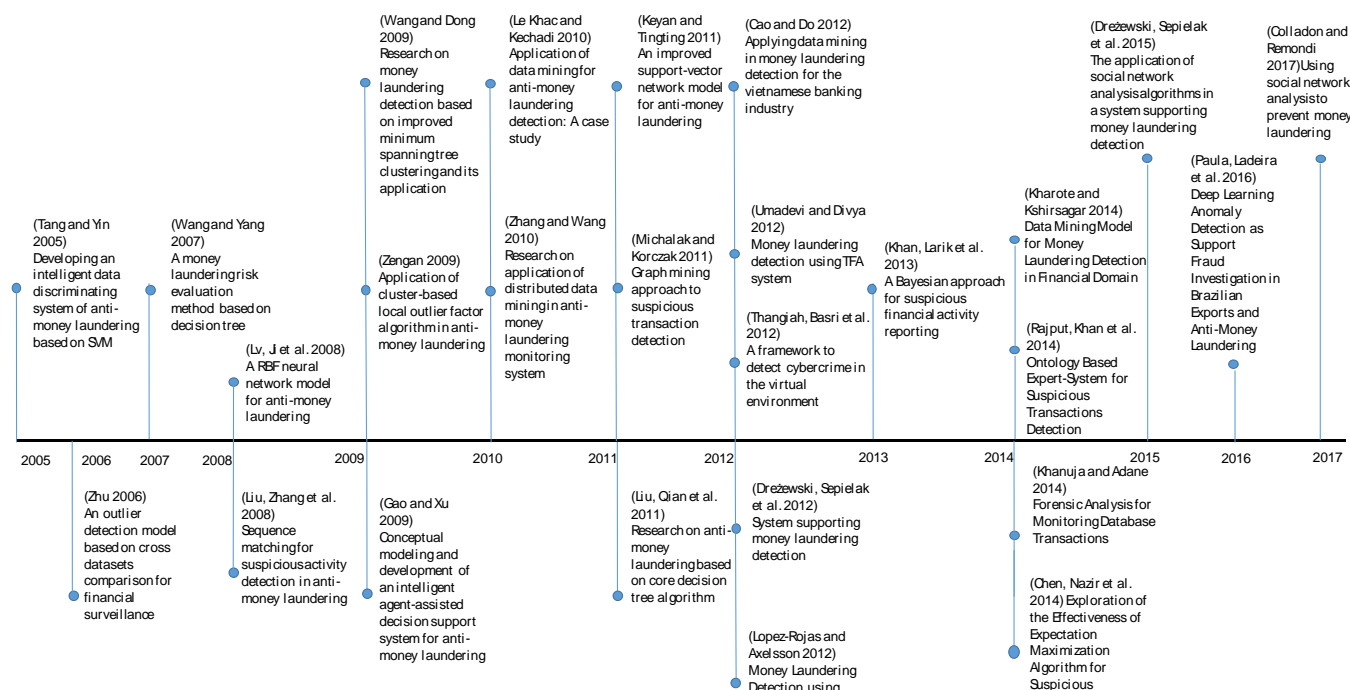 (Wang and Dong
2009)
Research on
money
laundering
detection based
on improved
minimum
spanning tree
clustering and its
application
(Le Khac and
Kechadi 2010)
Application of
data mining for
anti-money
laundering
detection: A case
study
(Keyan and
Tingting 2011)
An improved
support-vector
network model
for anti-money
laundering
(Cao and Do 2012)
Applying data mining
in money laundering
detection for the
vietnamese banking
industry
(Dreżewski, Sepielak
et al. 2015)
The application of
social network
analysis algorithms in
a system supporting
money laundering
detection
(Colladon and
Remondi
2017) Using
social network
analysis to
prevent money
laundering
(Tang and Yin
2005)
Developing an
intelligent data
discriminating
system of anti-
money laundering
based on SVM
(Wang and Yang
2007)
A money
laundering risk
evaluation
method based on
decision tree
(Lv, Ji et al. 2008)
A RBF neural
network model
for anti-money
laundering
(Zengan 2009)
Application of
cluster-based
local outlier factor
algorithm in anti-
money laundering
(Zhang and Wang
2010)
Research on
application of
distributed data
mining in anti-
money
laundering
monitoring
system
(Michalak and
Korczak 2011)
Graph mining
approach to
suspicious
transaction
detection
(Umadevi and Divya
2012)
Money laundering
detection using TFA
system
(Thangiah, Basri et al.
2012)
A framework to
detect cybercrime in
the virtual
environment
(Khan, Larik et al.
2013)
A Bayesian approach
for suspicious
financial activity
reporting
(Kharote and
Kshirsagar 2014)
Data Mining Model
for Money
Laundering Detection
in Financial Domain
(Rajput, Khan et al.
2014)
Ontology Based
Expert-System for
Suspicious
Transactions
Detection
(Paula, Ladeira
et al. 2016)
Deep Learning
Anomaly
Detection as
Support
Fraud
Investigation in
Brazilian
Exports and
Anti-Money
Laundering
2005
2006
2007
2008
2009
2010
2011
2012
2013
2014
2015
2016
2017
(Zhu 2006)
An outlier
detection model
based on cross
datasets
comparison for
financial
surveillance
(Liu, Zhang et al.
2008)
Sequence
matching for
suspicious activity
detection in anti-
money laundering
(Gao and Xu
2009)
Conceptual
modeling and
development of
an intelligent
agent-assisted
decision support
system for anti-
money laundering
(Liu, Qian et al.
2011)
Research on anti-
money
laundering based
on core decision
tree algorithm
(Dreżewski, Sepielak
et al. 2012)
System supporting
money laundering
detection
(Lopez-Rojas and
Axelsson 2012)
Money Laundering
Detection using
(Khanuja and Adane
2014)
Forensic Analysis for
Monitoring Database
Transactions
(Chen, Nazir et al.
2014) Exploration of
the Effectiveness of
Expectation
Maximization
Algorithm for
Suspicious